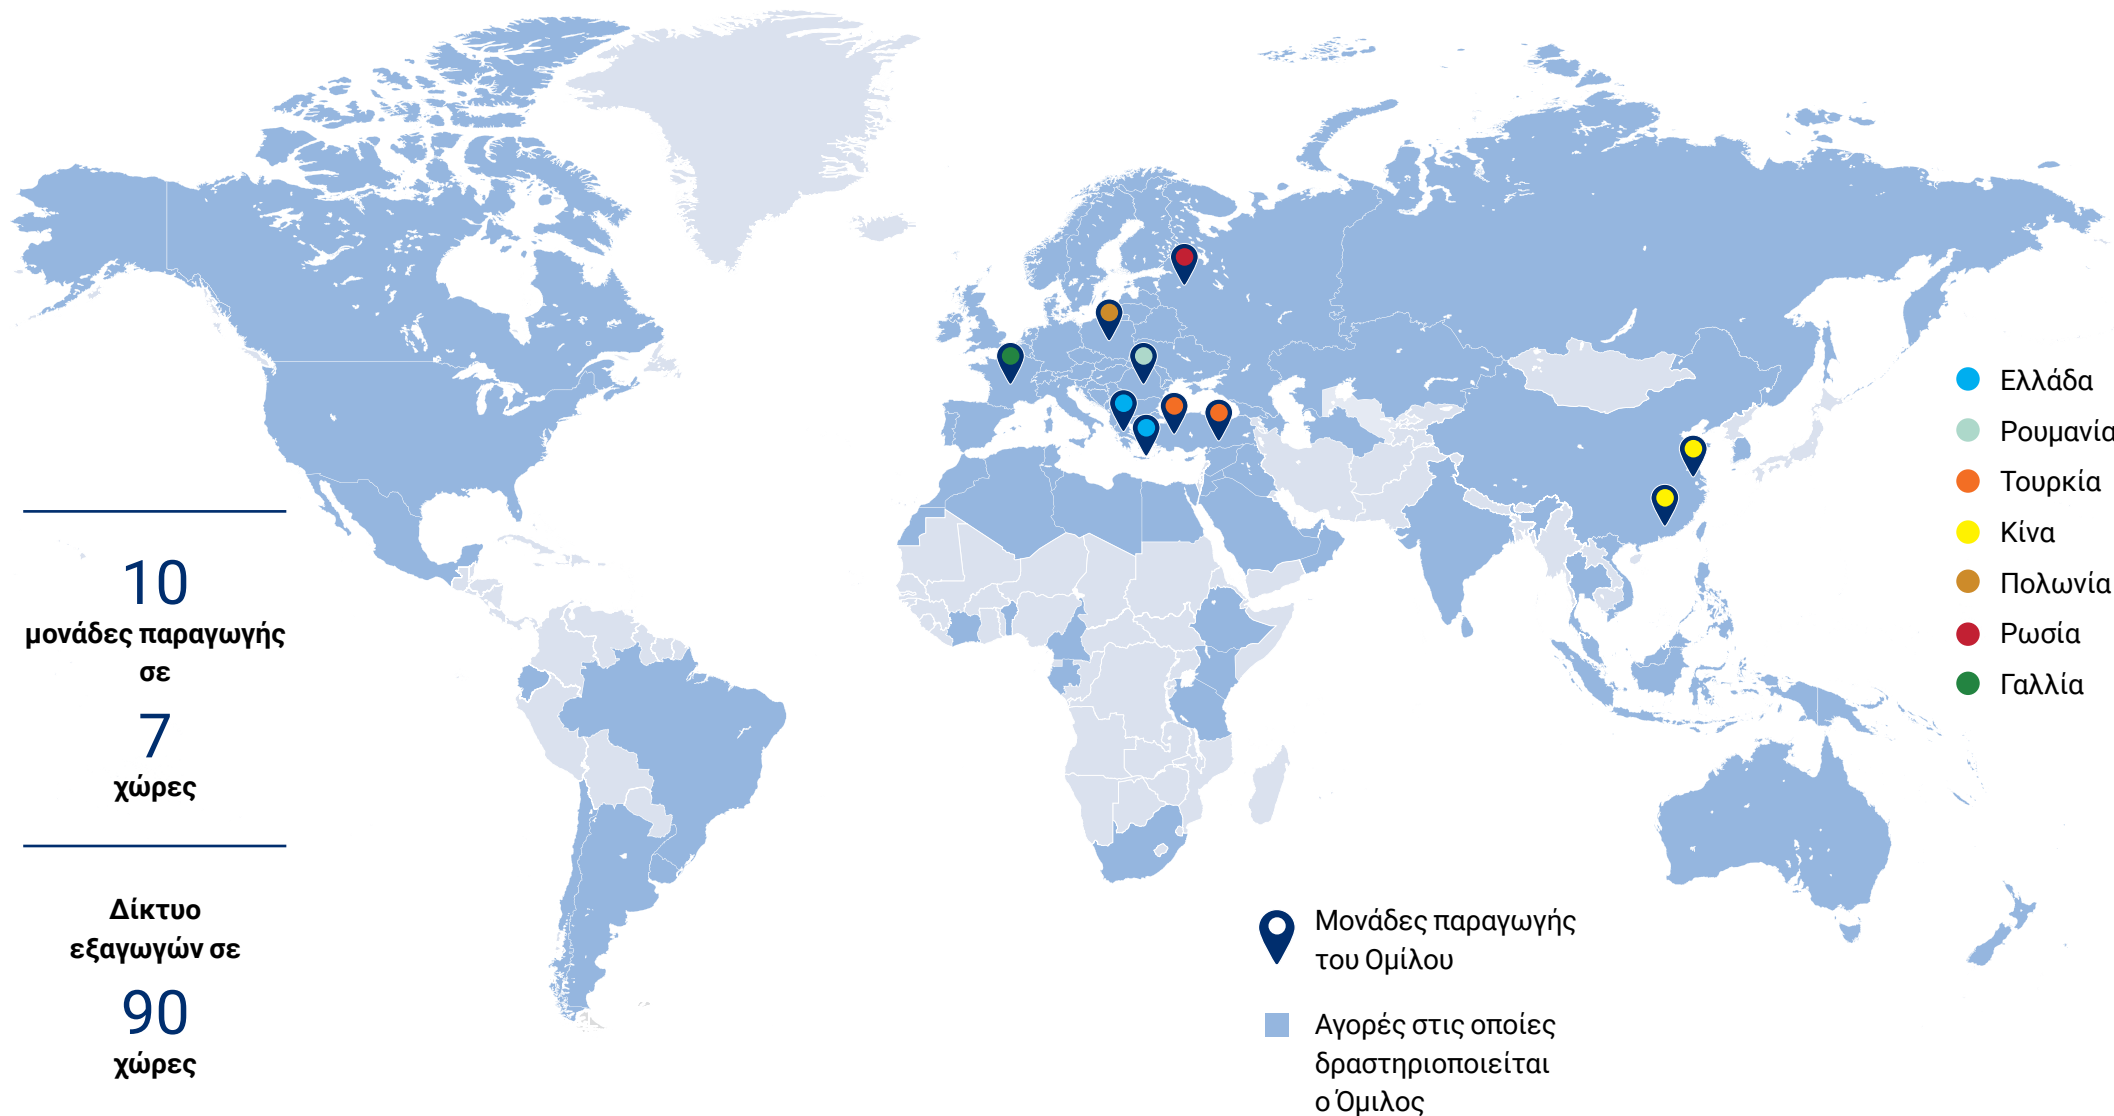 10
μονάδες παραγωγής
σε
7
χώρες
Δίκτυο
εξαγωγών σε
90
χώρες
Μονάδες παραγωγής
του Ομίλου
Αγορές στις οποίες
δραστηριοποιείται
ο Όμιλος
Ελλάδα
Ρουμανία
Τουρκία
Κίνα
Πολωνία
Ρωσία
Γαλλία